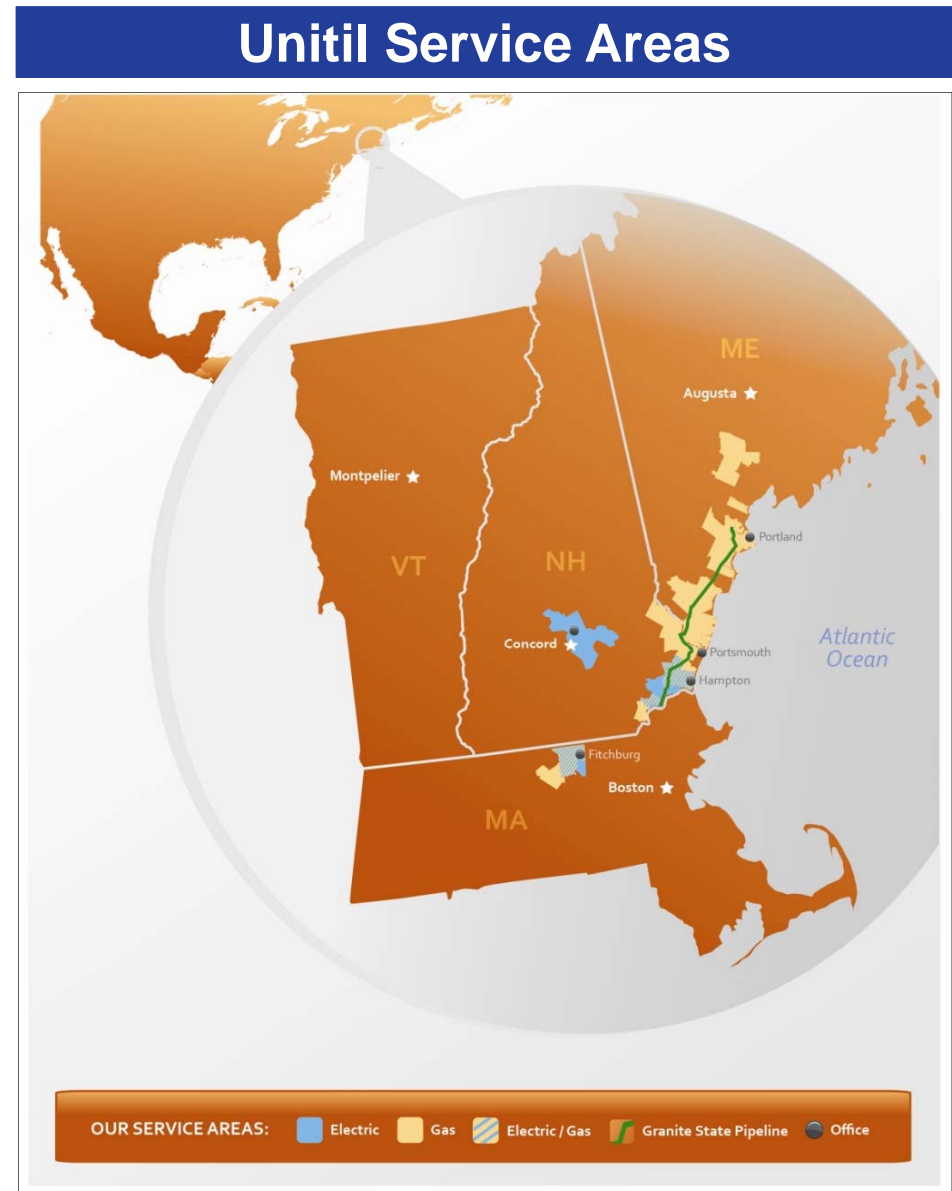 Unitil Service Areas
ME
Augusta
Montpelier
Portland
VT
NH
Atlantic
Ocean
Concord
Portsmouth
Hampton
Fitchburg
Boston
MA
OUR SERVICE AREAS: Electric Gas Electric / Gas Granite State Pipeline Office